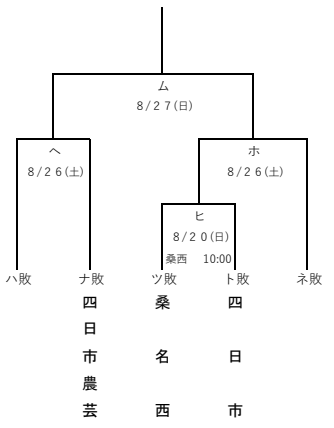 ム
8/27(日)
ヘ
8/26(土)
ホ
8/26(土)
ヒ
8/20(日)
桑西 10:00
ハ敗 ナ敗 ツ敗 ト敗 ネ敗
四日市農芸
桑名西
四日市